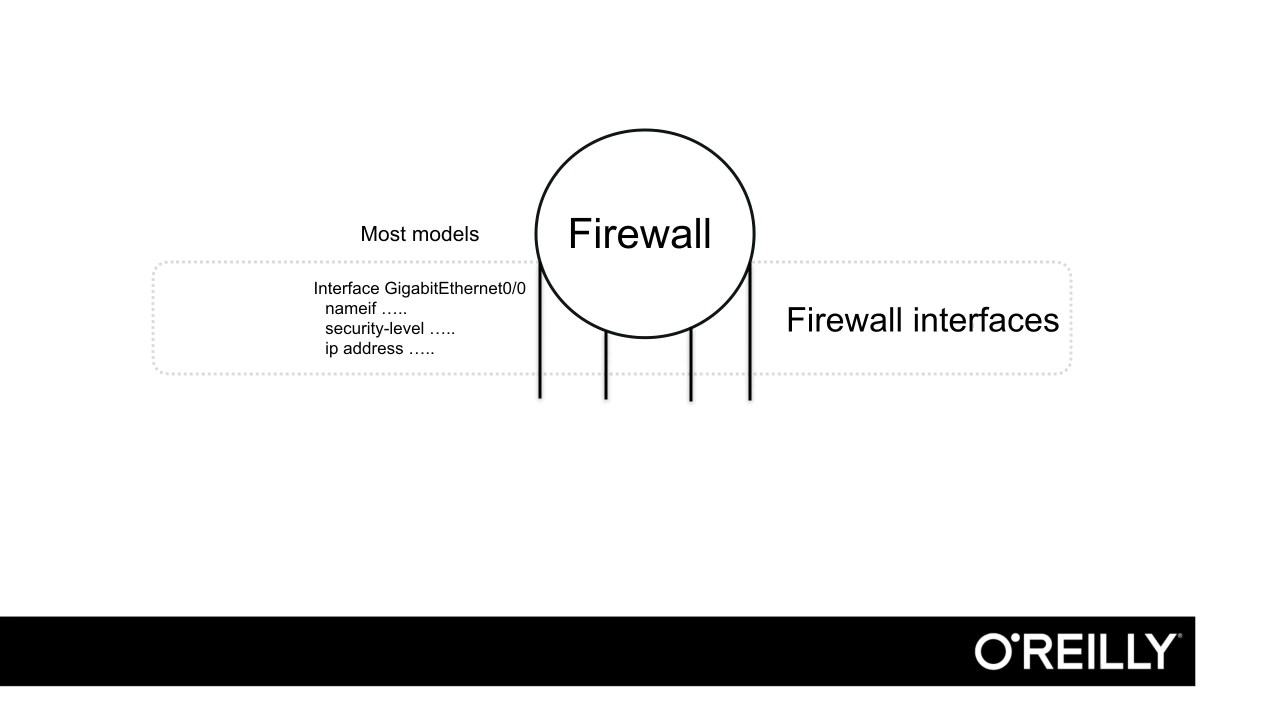 Firewall
Most models
Interface GigabitEthernet0/0
nameif …..
security-level …..
ip address …..
Firewall interfaces
O'REILLY®